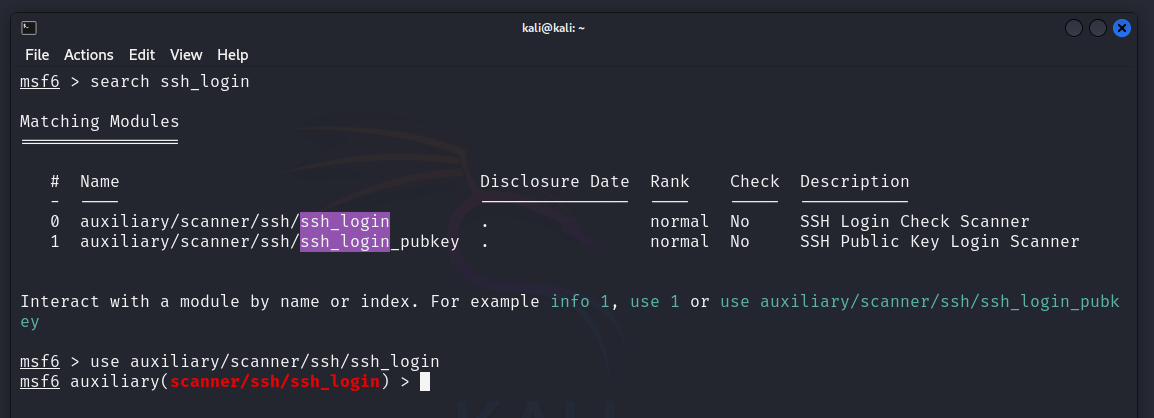 kali@kali: ~
File Actions Edit View Help
msf6 > search ssh_login
Matching Modules
================
# Name Disclosure Date Rank Check Description
- ---- --------------- ---- ----- -----------
0 auxiliary/scanner/ssh/ssh_login . normal No SSH Login Check Scanner
1 auxiliary/scanner/ssh/ssh_login_pubkey . normal No SSH Public Key Login Scanner
Interact with a module by name or index. For example info 1, use 1 or use auxiliary/scanner/ssh/ssh_login_pubk
ey
msf6 > use auxiliary/scanner/ssh/ssh_login
msf6 auxiliary(scanner/ssh/ssh_login) >
KALI